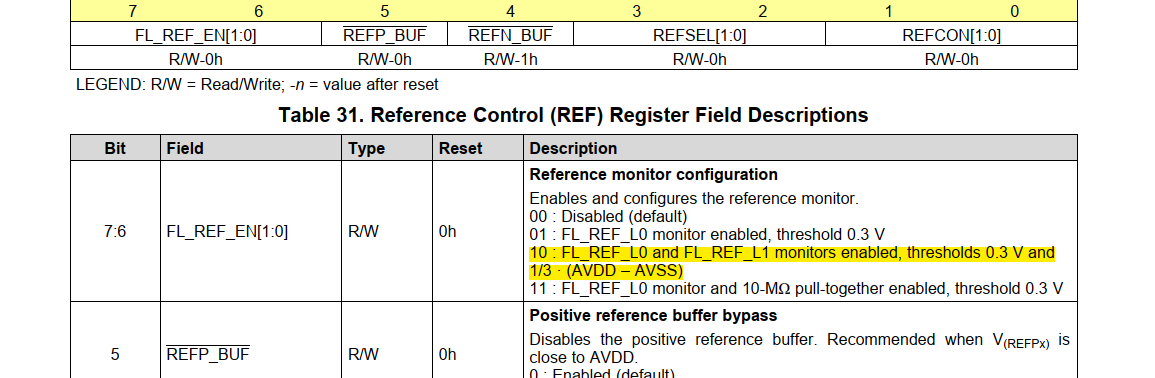 7 6 5 4 3 2 1 0
FL_REF_EN[1:0] REFP_BUF REFN_BUF REFSEL[1:0] REFCON[1:0]
R/W-0h R/W-0h R/W-1h R/W-0h R/W-0h
LEGEND: R/W = Read/Write; -n = value after reset
Table 31. Reference Control (REF) Register Field Descriptions
Bit Field Type Reset Description
7:6 FL_REF_EN[1:0] R/W 0h
Reference monitor configuration
Enables and configures the reference monitor.
00 : Disabled (default)
01 : FL_REF_L0 monitor enabled, threshold 0.3 V
10 : FL_REF_L0 and FL_REF_L1 monitors enabled, thresholds 0.3 V and
1/3 · (AVDD – AVSS)
11 : FL_REF_L0 monitor and 10-MΩ pull-together enabled, threshold 0.3 V
5 REFP_BUF R/W 0h
Positive reference buffer bypass
Disables the positive reference buffer. Recommended when V(REFPx) is
close to AVDD.
0 : Enabled (default)